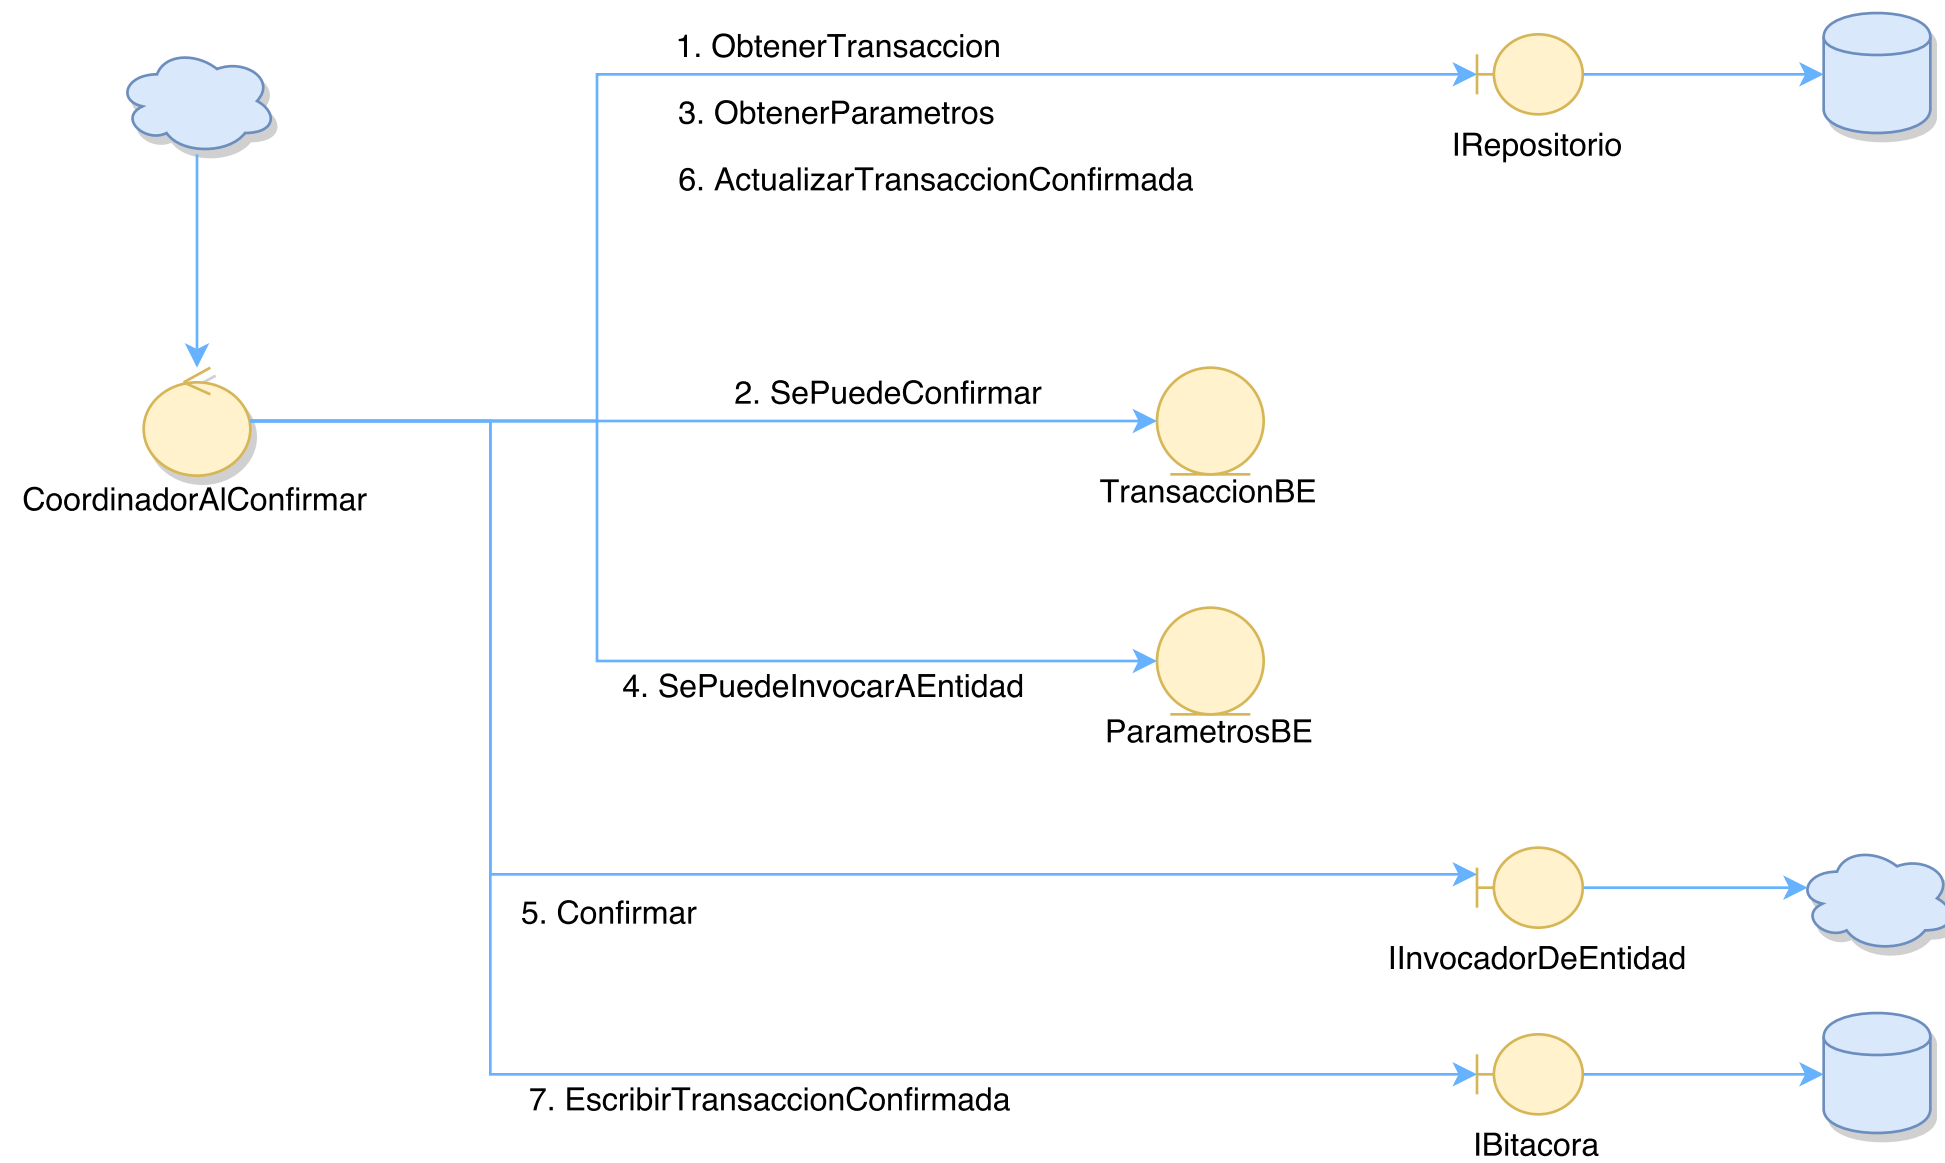 1. ObtenerTransaccion
3. ObtenerParametros
IRepositorio
6. ActualizarTransaccionConfirmada
2. SePuedeConfirmar
TransaccionBE
CoordinadorAlConfirmar
4. SePuedeInvocarAEntidad
ParametrosBE
5. Confirmar
IInvocadorDeEntidad
7. EscribirTransaccionConfirmada
IBitacora